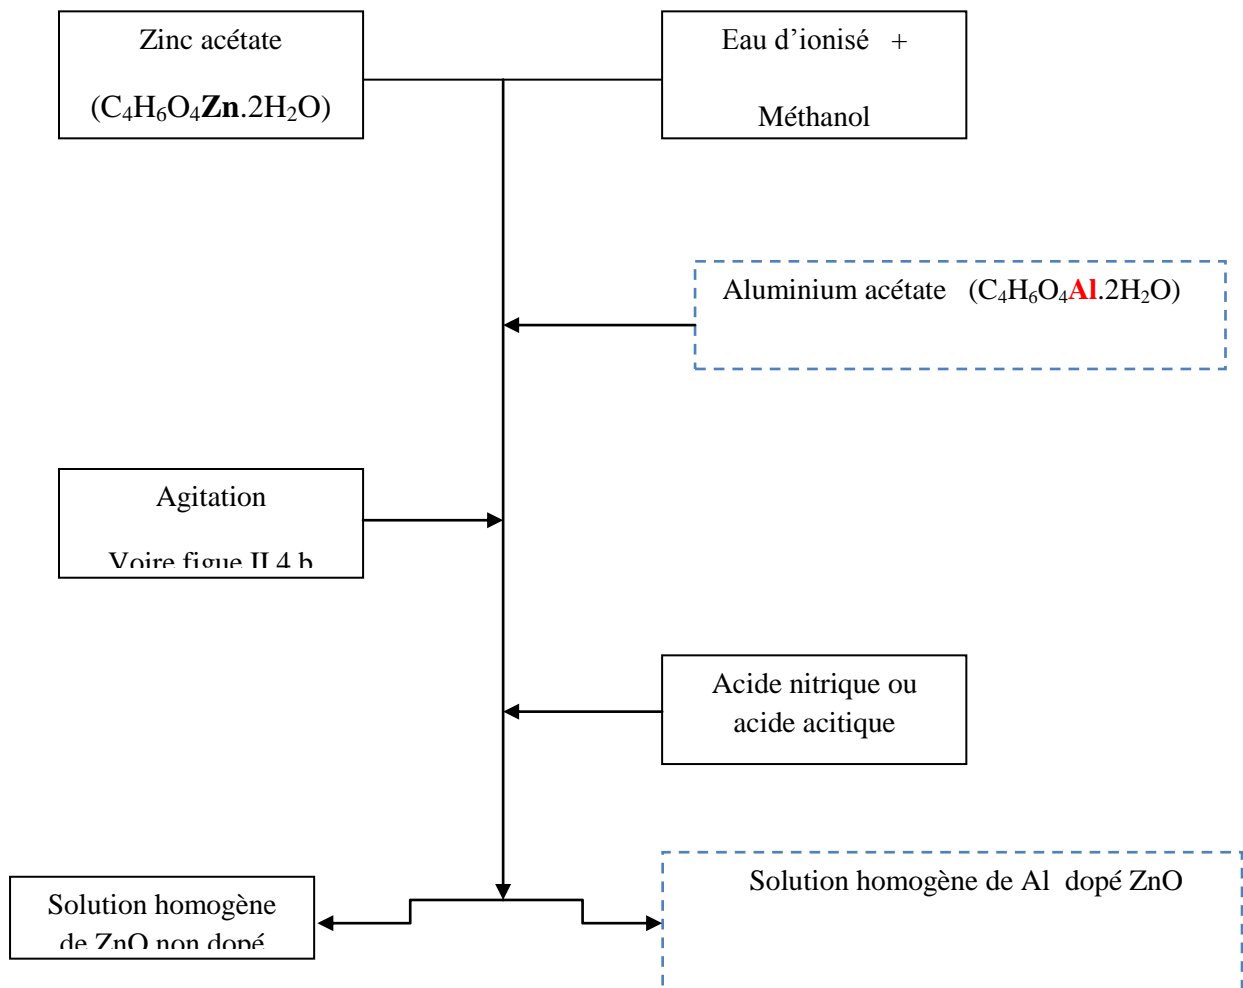 Zinc acétate
(C₄H₆O₄Zn.2H₂O)
Eau d’ionisé +
Méthanol
Aluminium acétate (C₄H₆O₄Al.2H₂O)
Agitation
Voire figue II 4 b
Acide nitrique ou
acide acitique
Solution homogène
de ZnO non dopé
Solution homogène de Al dopé ZnO